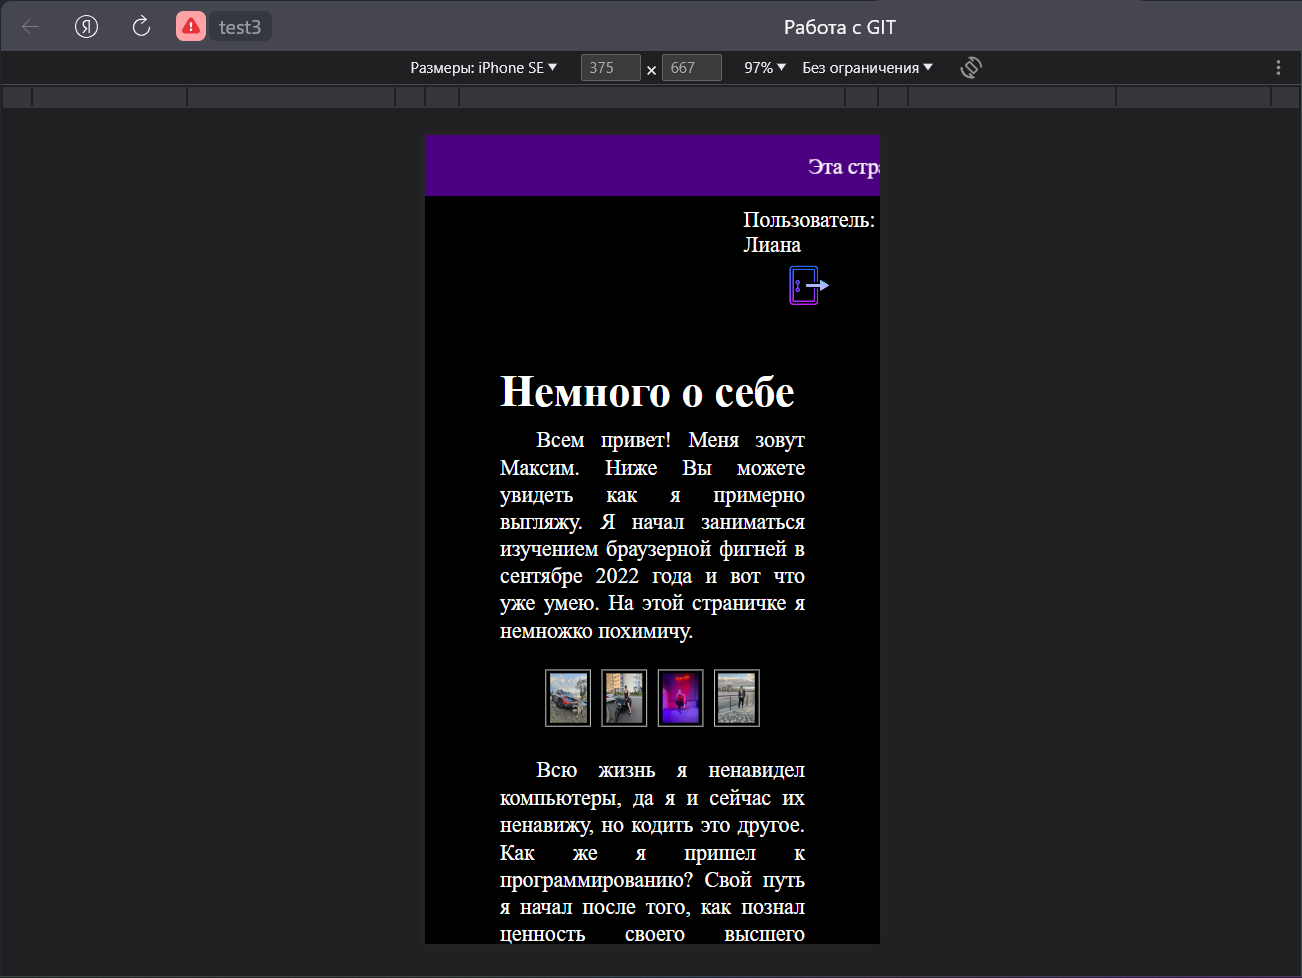 Я test3 Работа с GIT
Размеры: iPhone SE 375 × 667 97% Без ограничения
Эта стра
Пользователь:
Лиана
Немного о себе
Всем привет! Меня зовут
Максим. Ниже Вы можете
увидеть как я примерно
выгляжу. Я начал заниматься
изучением браузерной фигней в
сентябре 2022 года и вот что
уже умею. На этой страничке я
немножко похимичу.
Всю жизнь я ненавидел
компьютеры, да я и сейчас их
ненавижу, но кодить это другое.
Как же я пришел к
программированию? Свой путь
я начал после того, как познал
ценность своего высшего